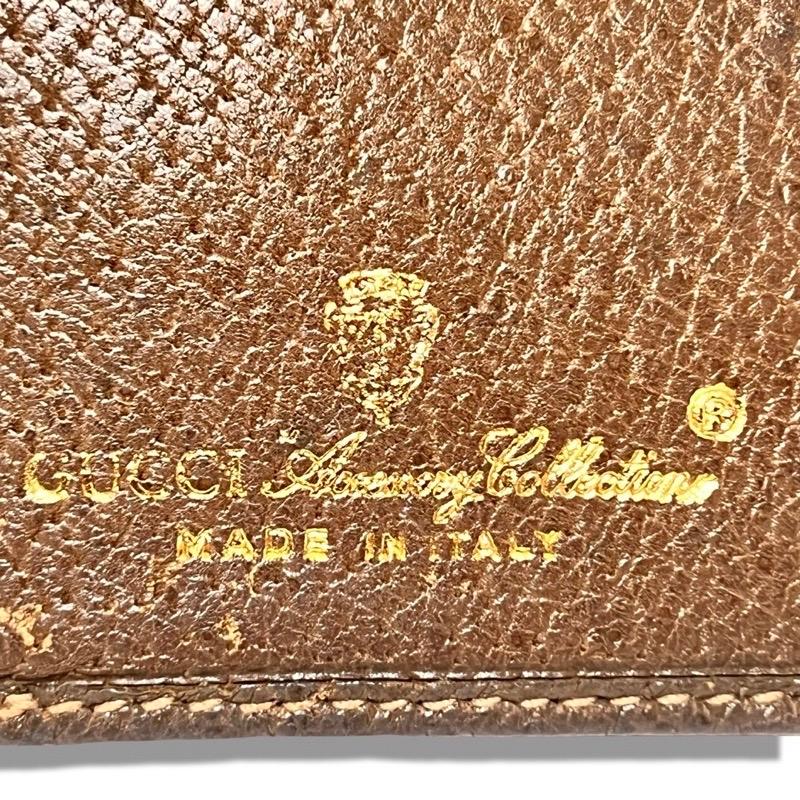 GUCCI Accessory Collection ®
MADE IN ITALY